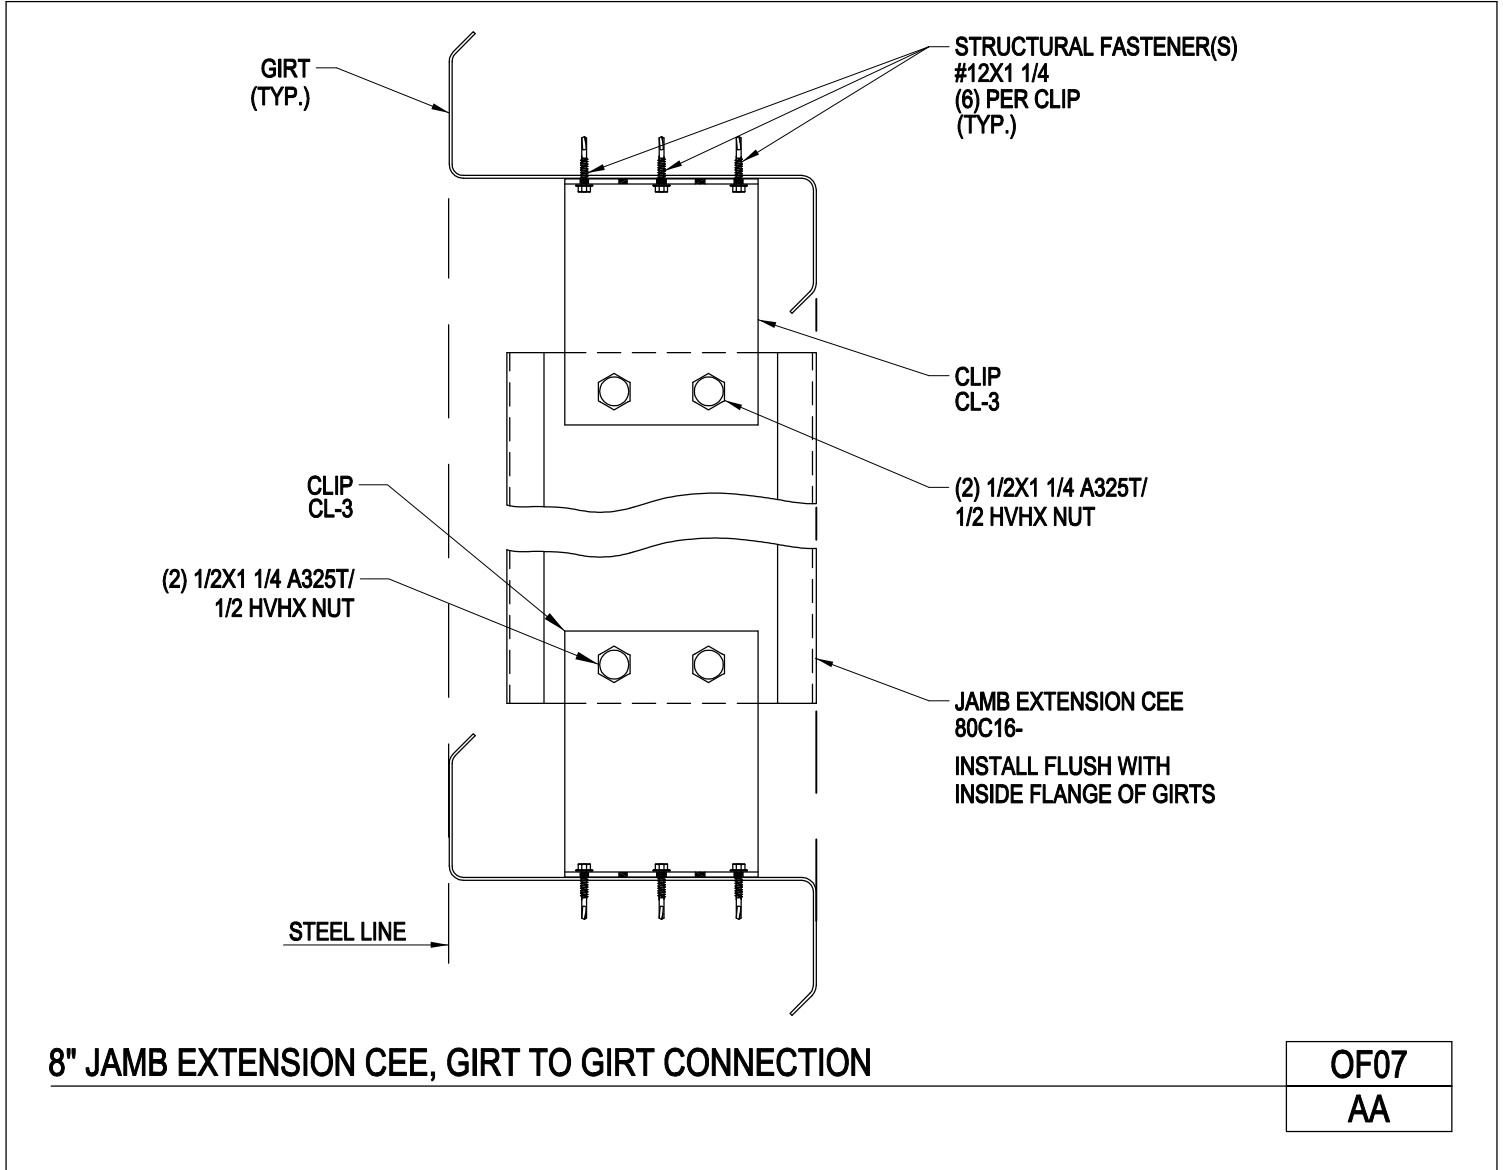 GIRT
(TYP.)
STRUCTURAL FASTENER(S)
#12X1 1/4
(6) PER CLIP
(TYP.)
CLIP
CL-3
(2) 1/2X1 1/4 A325T/
1/2 HVHX NUT
CLIP
CL-3
(2) 1/2X1 1/4 A325T/
1/2 HVHX NUT
JAMB EXTENSION CEE
80C16-
INSTALL FLUSH WITH
INSIDE FLANGE OF GIRTS
STEEL LINE
8" JAMB EXTENSION CEE, GIRT TO GIRT CONNECTION
OF07
AA